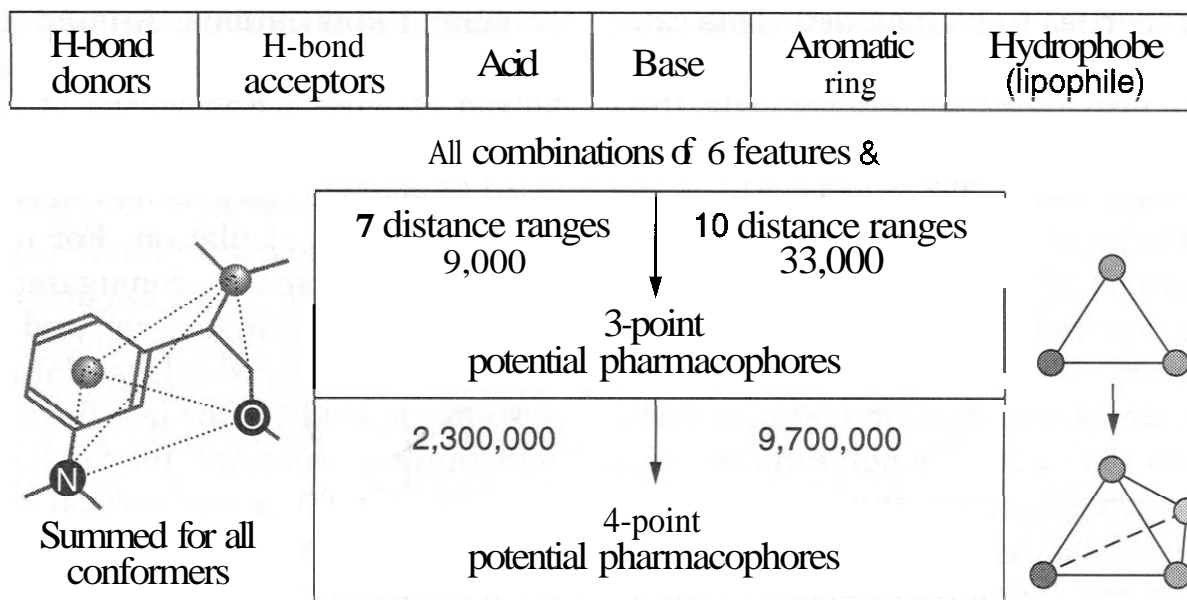 H-bond donors
H-bond acceptors
Acid
Base
Aromatic ring
Hydrophobe (lipophile)
All combinations of 6 features &
7 distance ranges
9,000
10 distance ranges
33,000
3-point
potential pharmacophores
2,300,000
9,700,000
4-point
potential pharmacophores
O
N
Summed for all
conformers